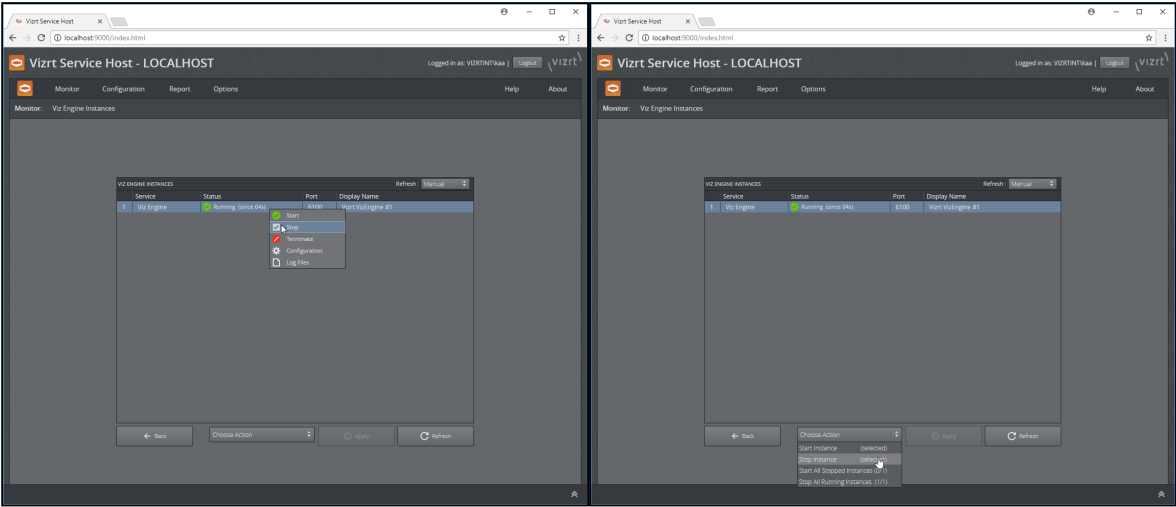 Vizrt Service Host
localhost:9000/index.html
Vizrt Service Host - LOCALHOST
Logged in as: VIZRTINT\kaa | Logout vizrt
Monitor Configuration Report Options Help About
Monitor: Viz Engine Instances
VIZ ENGINE INSTANCES Refresh : Manual
Service Status Port Display Name
1 Viz Engine Running (since 04s) 6100 Vizrt VizEngine #1
Start
Stop
Terminate
Configuration
Log Files
Back Choose Action Apply Refresh
Vizrt Service Host
localhost:9000/index.html
Vizrt Service Host - LOCALHOST
Logged in as: VIZRTINT\kaa | Logout vizrt
Monitor Configuration Report Options Help About
Monitor: Viz Engine Instances
VIZ ENGINE INSTANCES Refresh : Manual
Service Status Port Display Name
1 Viz Engine Running (since 04s) 6100 Vizrt VizEngine #1
Back Choose Action Apply Refresh
Start Instance (selected)
Stop Instance (selected)
Start All Stopped Instances (0/1)
Stop All Running Instances (1/1)